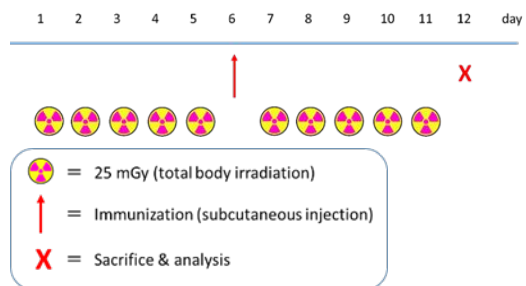 1 2 3 4 5 6 7 8 9 10 11 12 day
X
= 25 mGy (total body irradiation)
= Immunization (subcutaneous injection)
X = Sacrifice & analysis